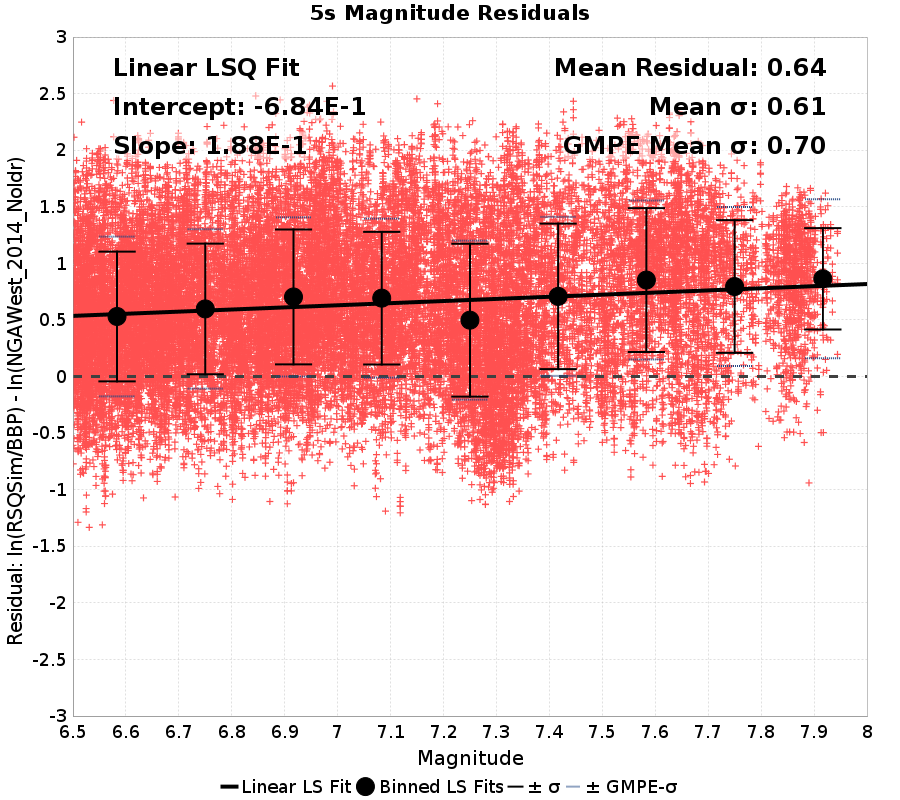 5s Magnitude Residuals
Linear LSQ Fit
Intercept: -6.84E-1
Slope: 1.88E-1
Mean Residual: 0.64
Mean σ: 0.61
GMPE Mean σ: 0.70
Residual: ln(RSQSim/BBP) - ln(NGAWest_2014_NoIdr)
3
2.5
2
1.5
1
0.5
0
-0.5
-1
-1.5
-2
-2.5
-3
6.5 6.6 6.7 6.8 6.9 7 7.1 7.2 7.3 7.4 7.5 7.6 7.7 7.8 7.9 8
Magnitude
Linear LS Fit Binned LS Fits ± σ ± GMPE-σ